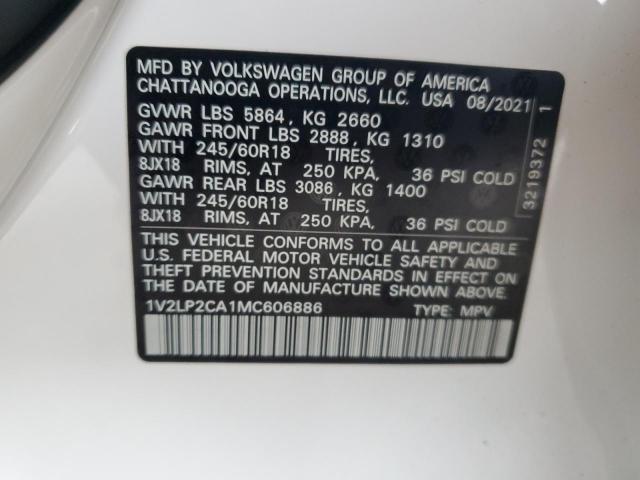 MFD BY VOLKSWAGEN GROUP OF AMERICA
CHATTANOOGA OPERATIONS, LLC. USA 08/2021
GVWR LBS 5864, KG 2660
GAWR FRONT LBS 2888, KG 1310
WITH 245/60R18 TIRES,
8JX18 RIMS, AT 250 KPA, 36 PSI COLD
GAWR REAR LBS 3086, KG 1400
WITH 245/60R18 TIRES,
8JX18 RIMS, AT 250 KPA, 36 PSI COLD
THIS VEHICLE CONFORMS TO ALL APPLICABLE
U.S. FEDERAL MOTOR VEHICLE SAFETY AND
THEFT PREVENTION STANDARDS IN EFFECT ON
THE DATE OF MANUFACTURE SHOWN ABOVE.
1V2LP2CA1MC606886 TYPE: MPV
3219372 1